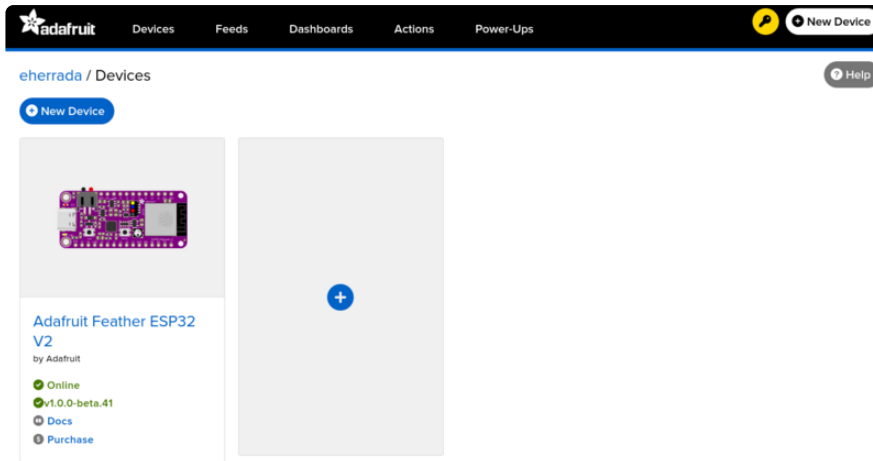 adafruit Devices Feeds Dashboards Actions Power-Ups New Device
eherrada / Devices
Help
New Device
Adafruit Feather ESP32
V2
by Adafruit
Online
v1.0.0-beta.41
Docs
Purchase